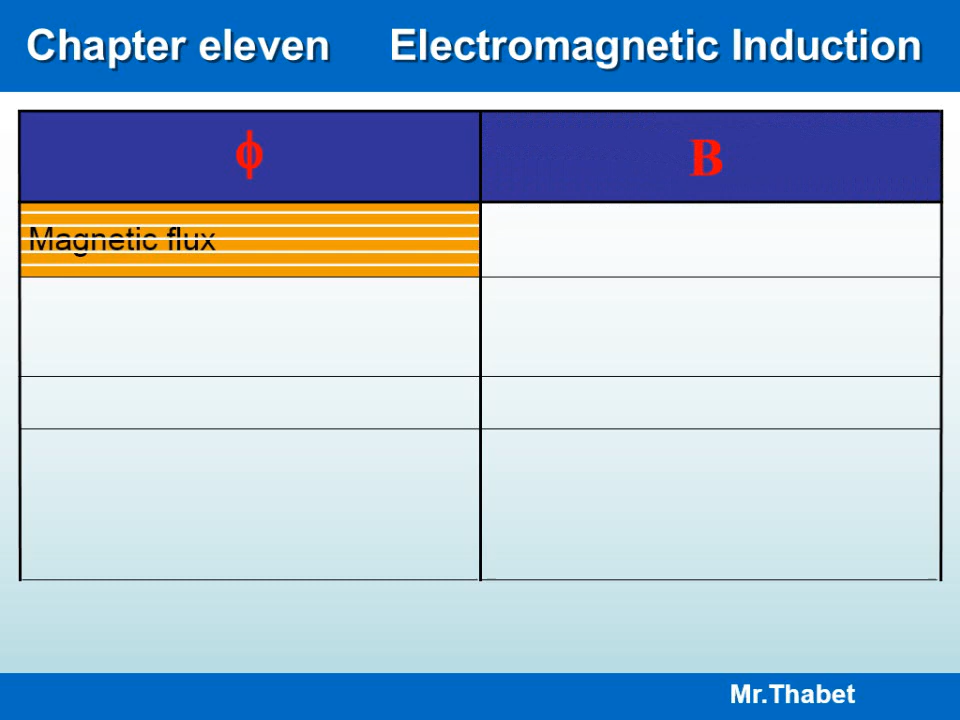 Chapter eleven Electromagnetic Induction
ϕ B
Magnetic flux
Mr.Thabet